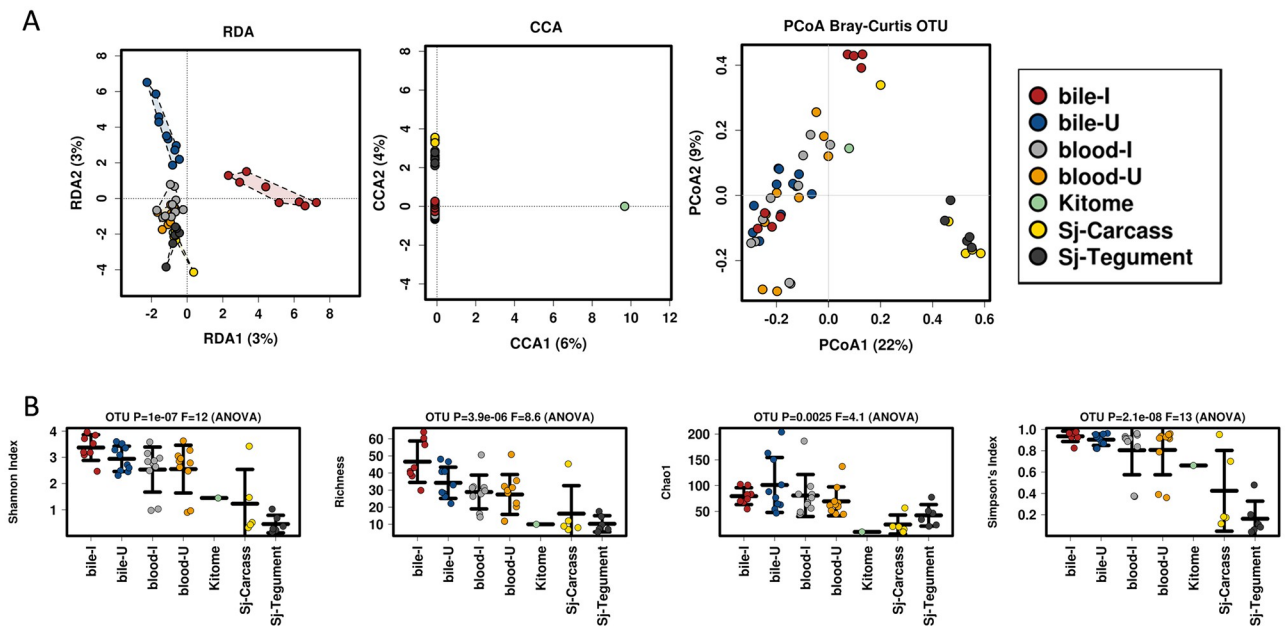 A
RDA
CCA
PCoA Bray-Curtis OTU
8
6
4
2
0
-2
-4
RDA2 (3%)
-2 0 2 4 6 8
RDA1 (3%)
8
6
4
2
0
-2
-4
CCA2 (4%)
0 2 4 6 8 10 12
CCA1 (6%)
0.4
0.2
0.0
-0.2
PCoA2 (9%)
-0.2 0.0 0.2 0.4 0.6
PCoA1 (22%)
bile-I
bile-U
blood-I
blood-U
Kitome
Sj-Carcass
Sj-Tegument
B
OTU P=1e-07 F=12 (ANOVA)
4
3
2
1
Shannon Index
bile-I
bile-U
blood-I
blood-U
Kitome
Sj-Carcass
Sj-Tegument
OTU P=3.9e-06 F=8.6 (ANOVA)
60
50
40
30
20
10
Richness
bile-I
bile-U
blood-I
blood-U
Kitome
Sj-Carcass
Sj-Tegument
OTU P=0.0025 F=4.1 (ANOVA)
200
150
100
50
Chao1
bile-I
bile-U
blood-I
blood-U
Kitome
Sj-Carcass
Sj-Tegument
OTU P=2.1e-08 F=13 (ANOVA)
1.0
0.8
0.6
0.4
0.2
Simpson's Index
bile-I
bile-U
blood-I
blood-U
Kitome
Sj-Carcass
Sj-Tegument